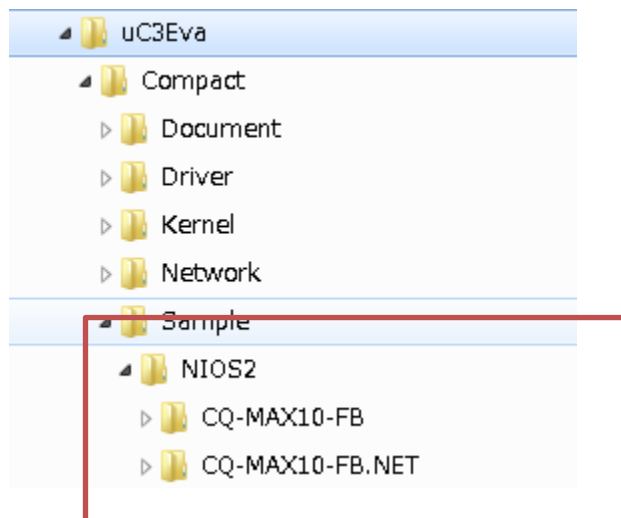 uC3Eva
Compact
Document
Driver
Kernel
Network
Sample
NIOS2
CQ-MAX10-FB
CQ-MAX10-FB.NET